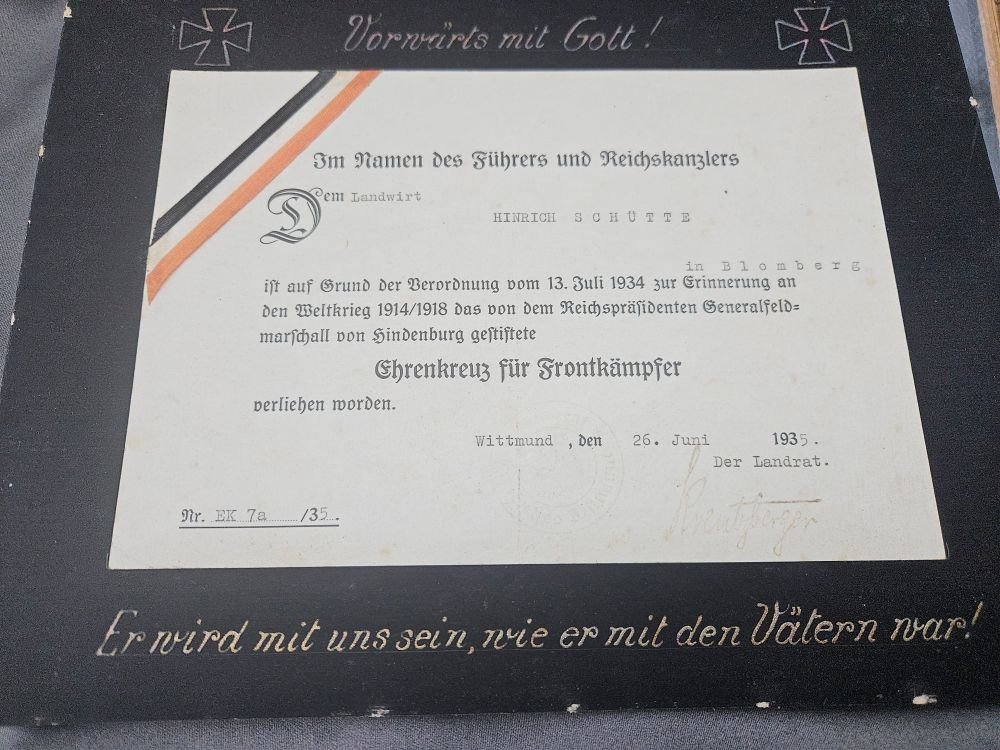 Vorwärts mit Gott!
Im Namen des Führers und Reichskanzlers
Dem Landwirt
HINRICH SCHÜTTE
in Blomberg
ist auf Grund der Verordnung vom 13. Juli 1934 zur Erinnerung an
den Weltkrieg 1914/1918 das von dem Reichspräsidenten Generalfeld-
marschall von Hindenburg gestiftete
Ehrenkreuz für Frontkämpfer
verliehen worden.
Wittmund , den 26. Juni 1935.
Der Landrat.
Nr. EK 7a /35.
Er wird mit uns sein, wie er mit den Vätern war!